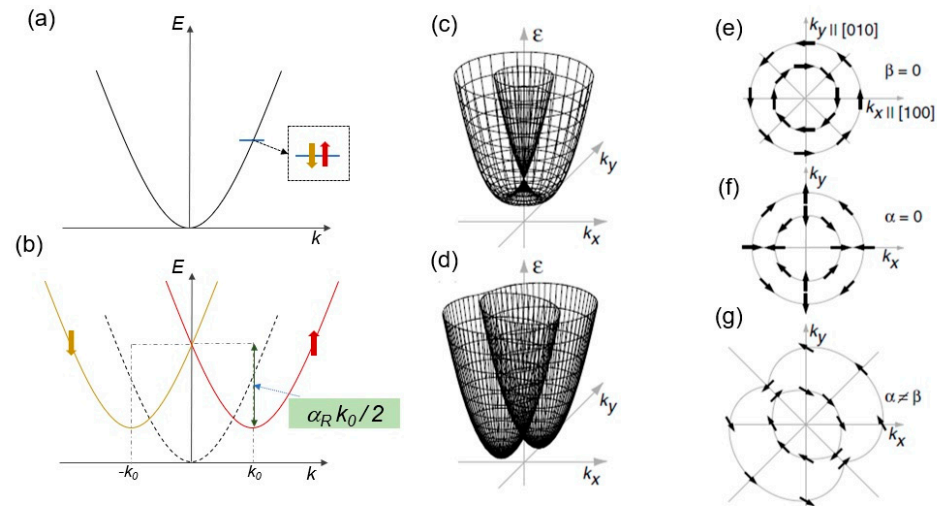 (a)
E
k
(b)
E
α_R k_0/2
-k_0
k_0
k
(c)
ε
k_y
k_x
(d)
ε
k_y
k_x
(e)
k_y || [010]
β = 0
k_x || [100]
(f)
k_y
α = 0
k_x
(g)
k_y
α ≠ β
k_x